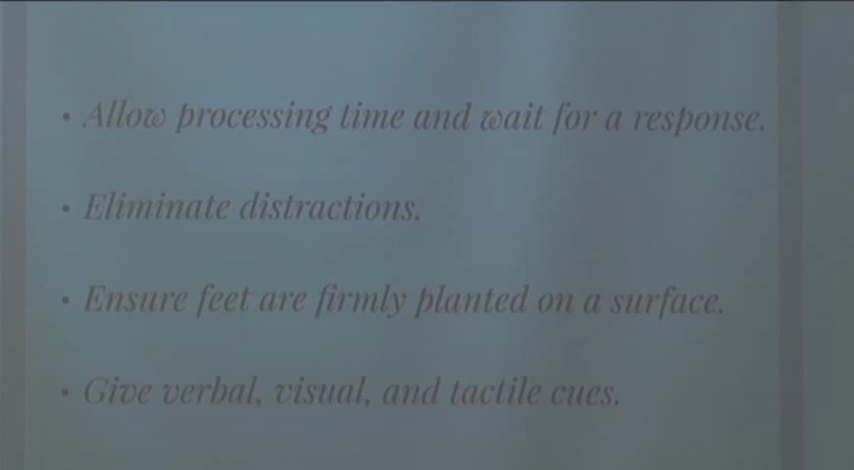 • Allow processing time and wait for a response.
• Eliminate distractions.
• Ensure feet are firmly planted on a surface.
• Give verbal, visual, and tactile cues.